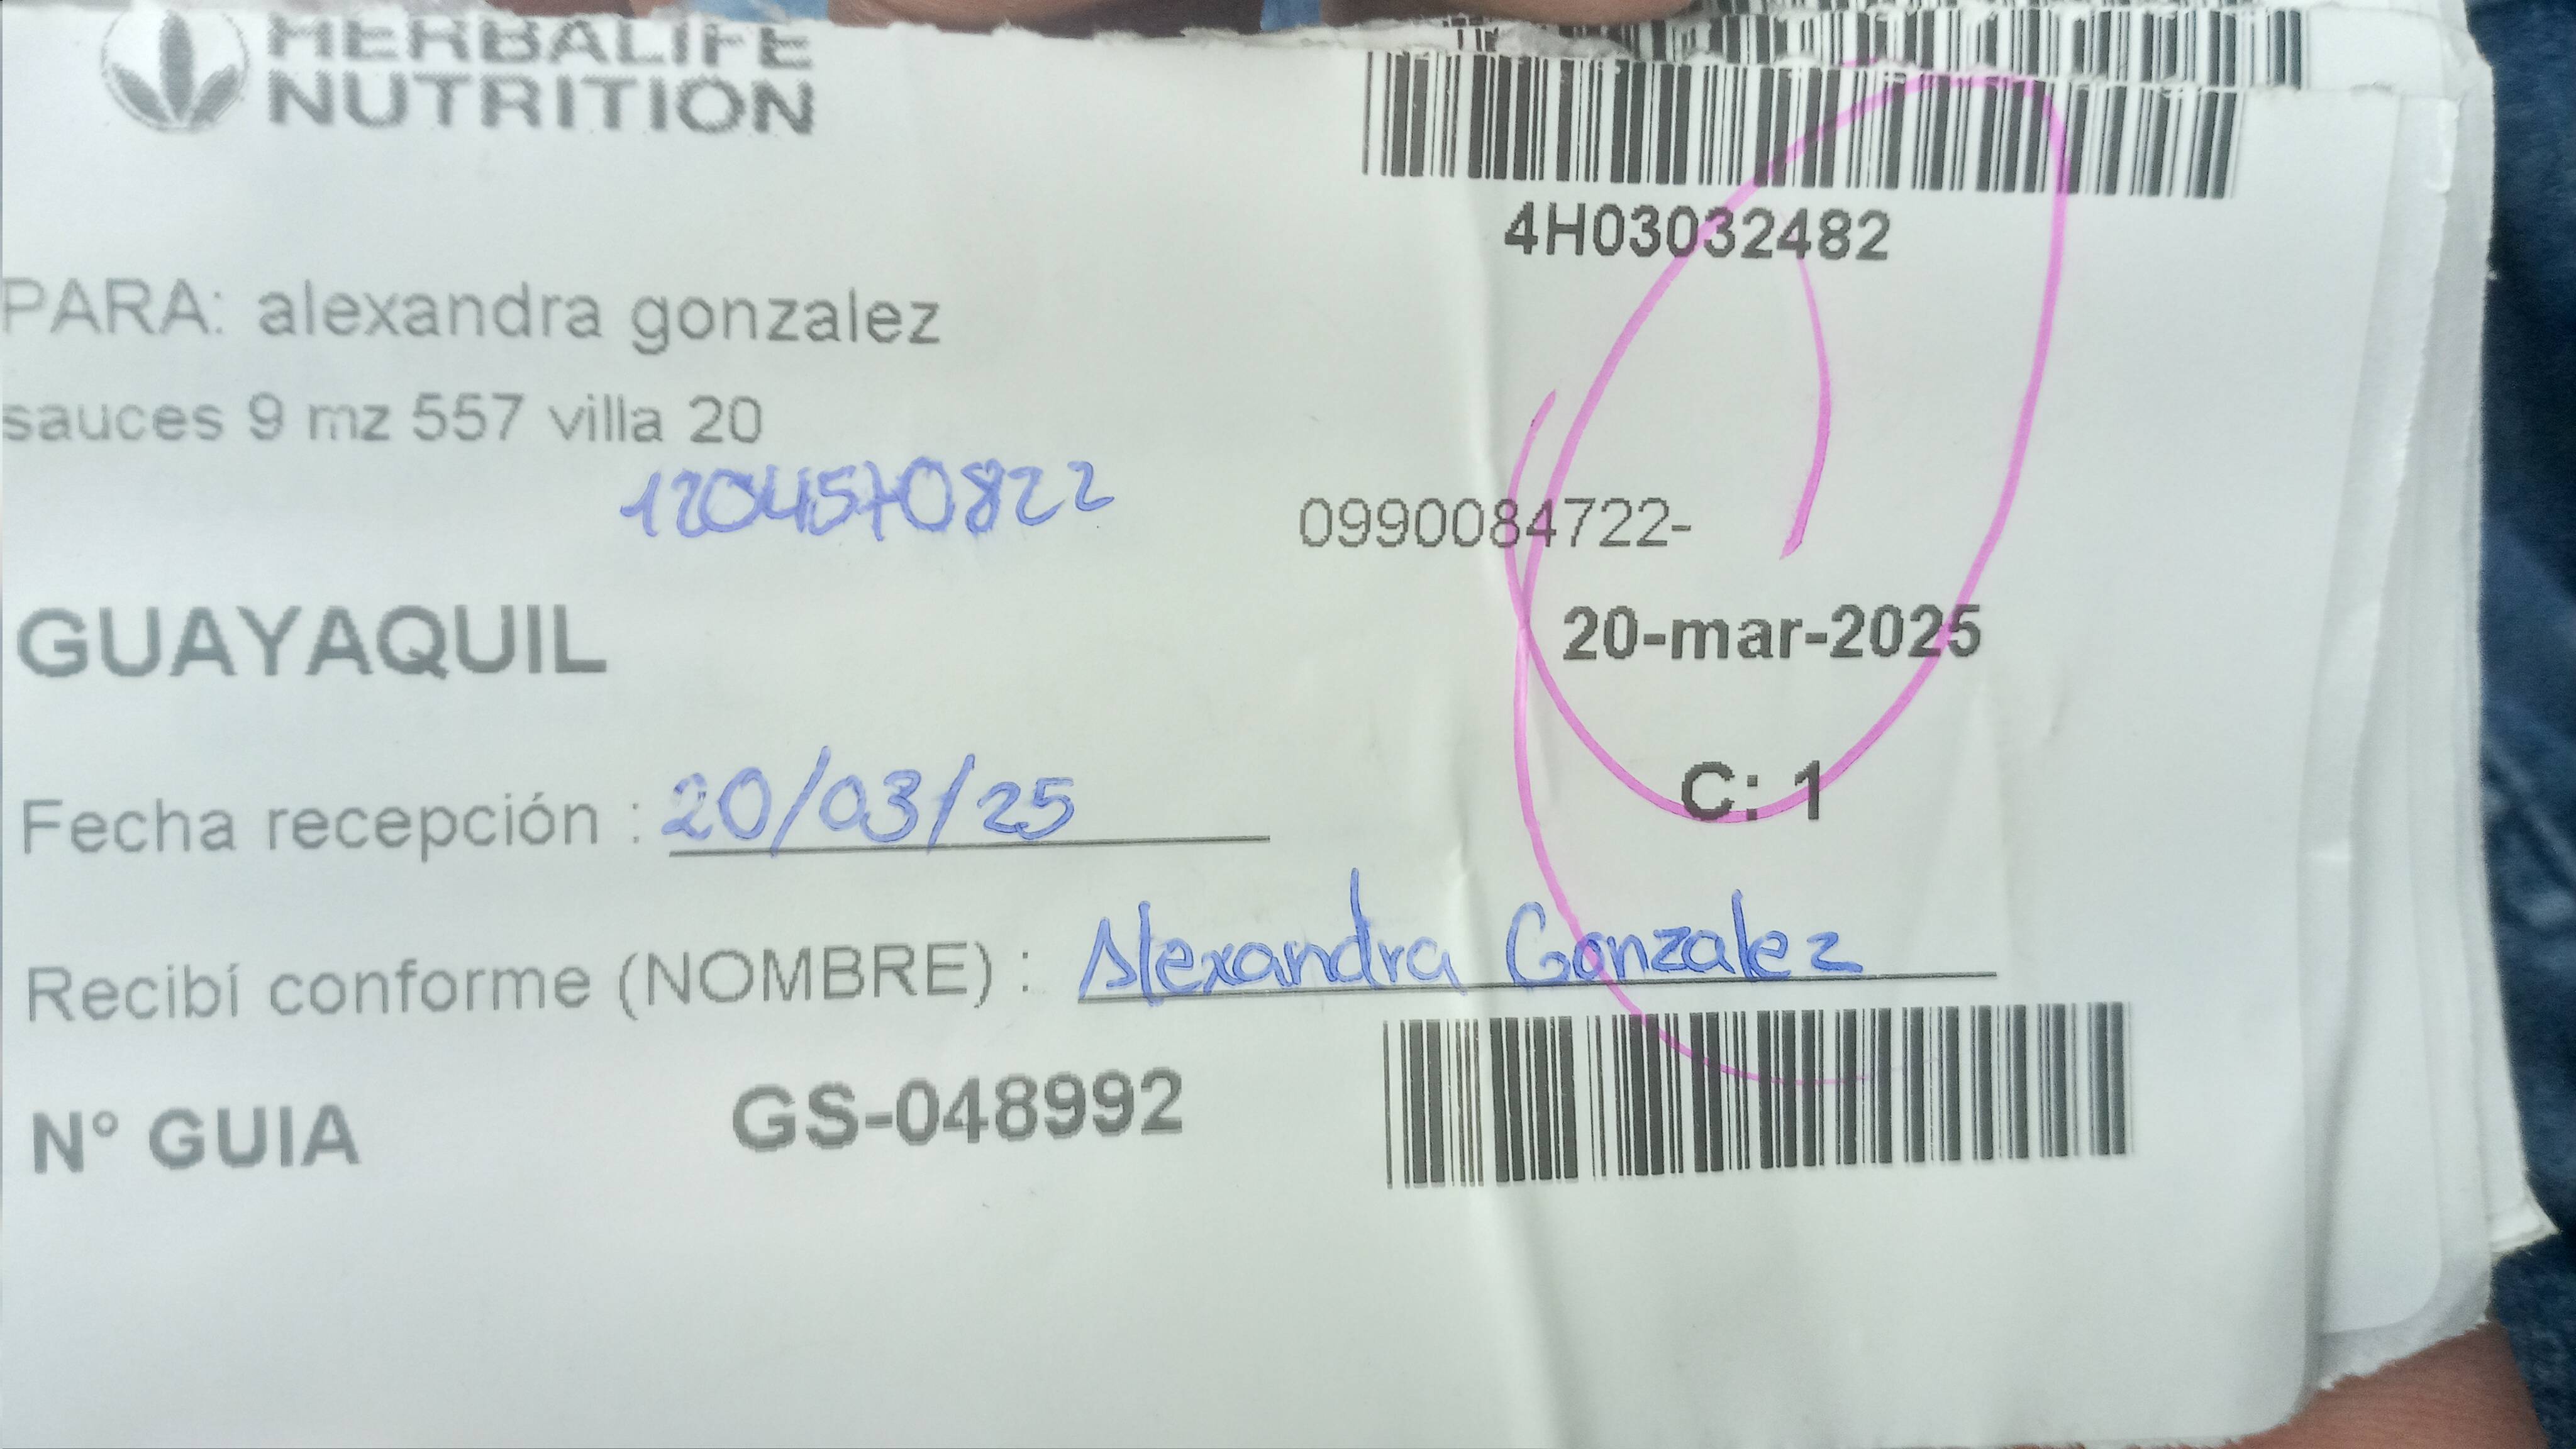 HERBALIFE
NUTRITION
4H03032482
PARA: alexandra gonzalez
sauces 9 mz 557 villa 20
1204570822
0990084722-
GUAYAQUIL
20-mar-2025
Fecha recepción : 20/03/25
C: 1
Recibí conforme (NOMBRE) : Alexandra Gonzalez
N° GUIA GS-048992